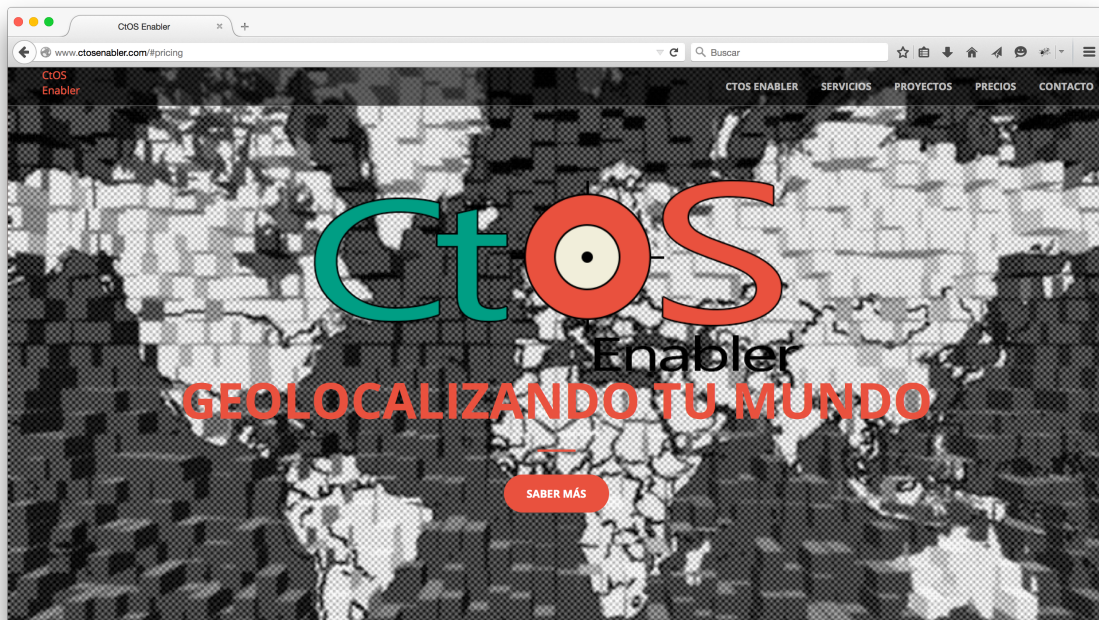 CtOS Enabler
www.ctosenabler.com/#pricing
Buscar
CtOS
Enabler
CTOS ENABLER SERVICIOS PROYECTOS PRECIOS CONTACTO
CtOS
Enabler
GEOLOCALIZANDO TU MUNDO
SABER MÁS